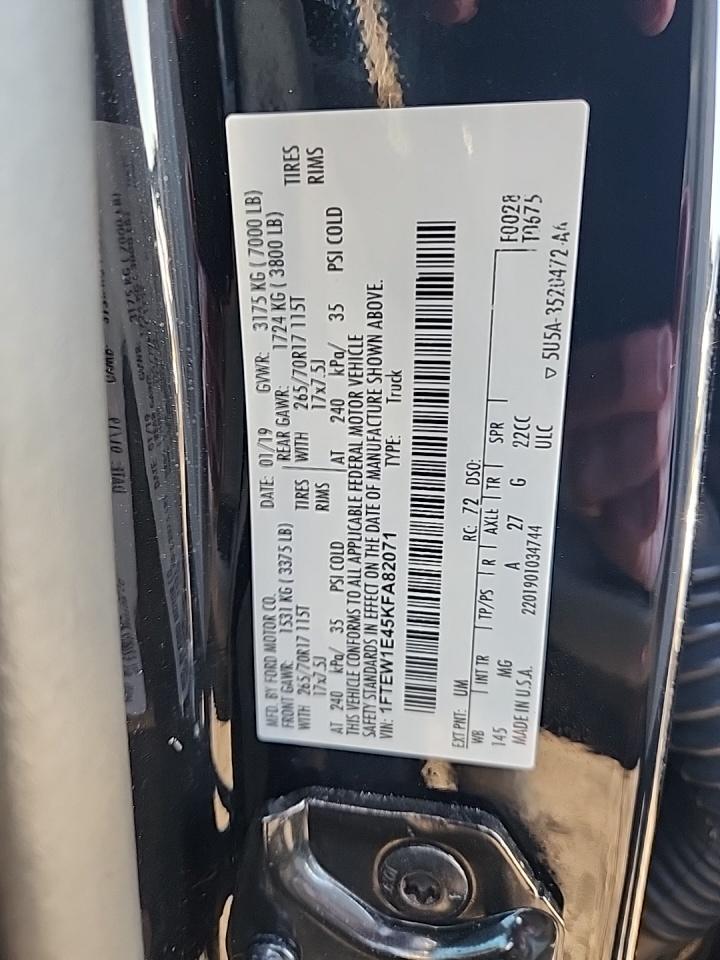 MFD. BY FORD MOTOR CO. DATE: 01/19 GVWR: 3175 KG ( 7000 LB)
FRONT GAWR: 1531 KG ( 3375 LB) REAR GAWR: 1724 KG ( 3800 LB)
WITH 265/70R17 115T TIRES WITH 265/70R17 115T TIRES
17x7.5J RIMS 17x7.5J RIMS
AT 240 kPa/ 35 PSI COLD AT 240 kPa/ 35 PSI COLD
THIS VEHICLE CONFORMS TO ALL APPLICABLE FEDERAL MOTOR VEHICLE
SAFETY STANDARDS IN EFFECT ON THE DATE OF MANUFACTURE SHOWN ABOVE.
VIN: 1FTEW1E45KFA82071 TYPE: Truck
EXT PNT: UM RC: 72 DSO:
WB INT TR TP/PS R AXLE TR SPR
145 MG A 27 G 22CC
MADE IN U.S.A. 2201901034744 ULC
F0028
T0675
▽ 5U5A-3520472-AA